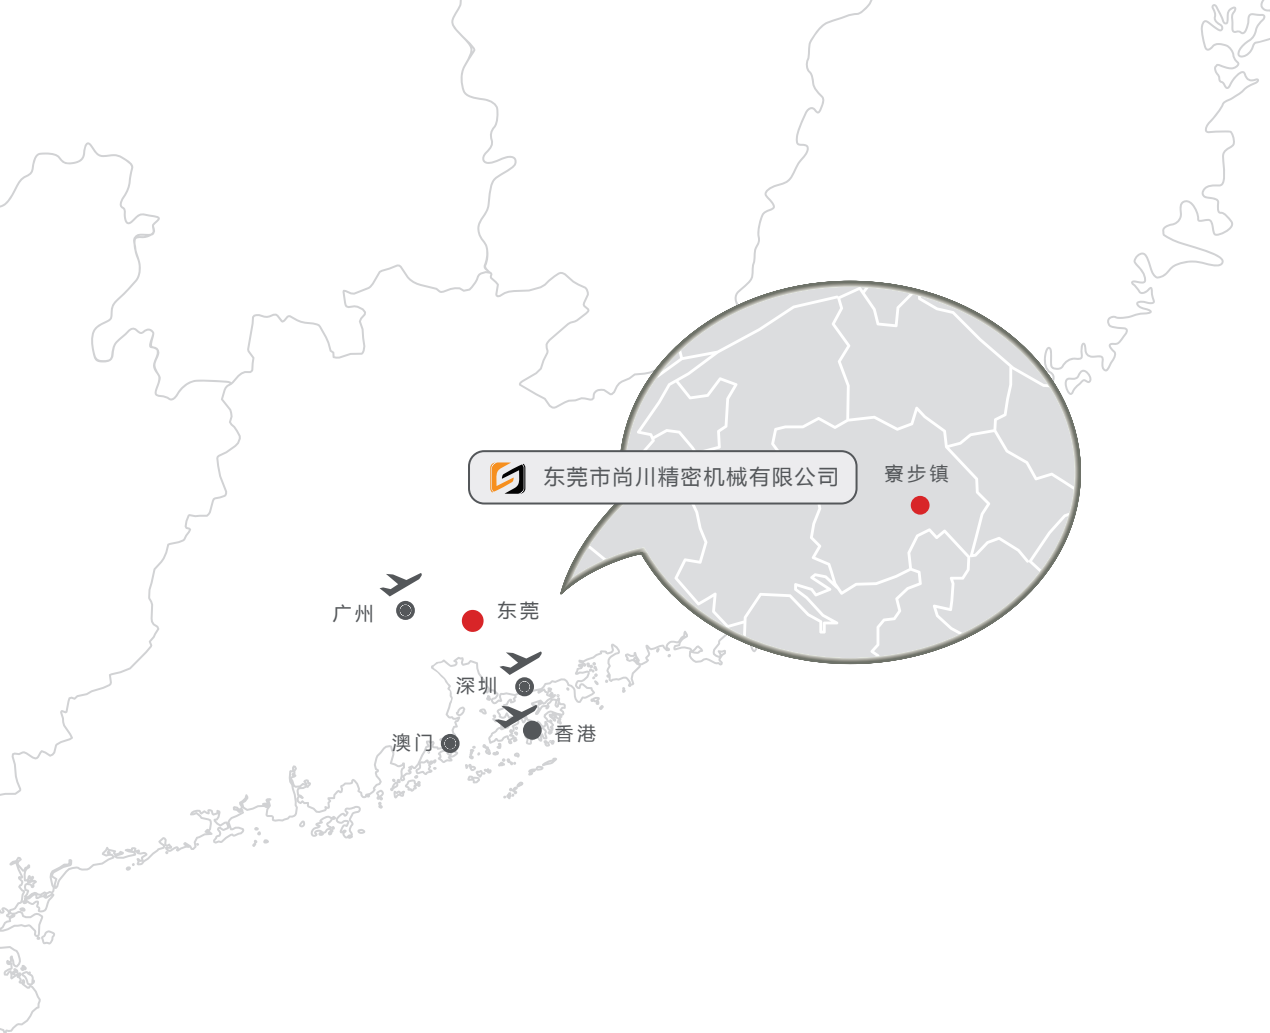 东莞市尚川精密机械有限公司
寮步镇
广州
东莞
深圳
澳门
香港